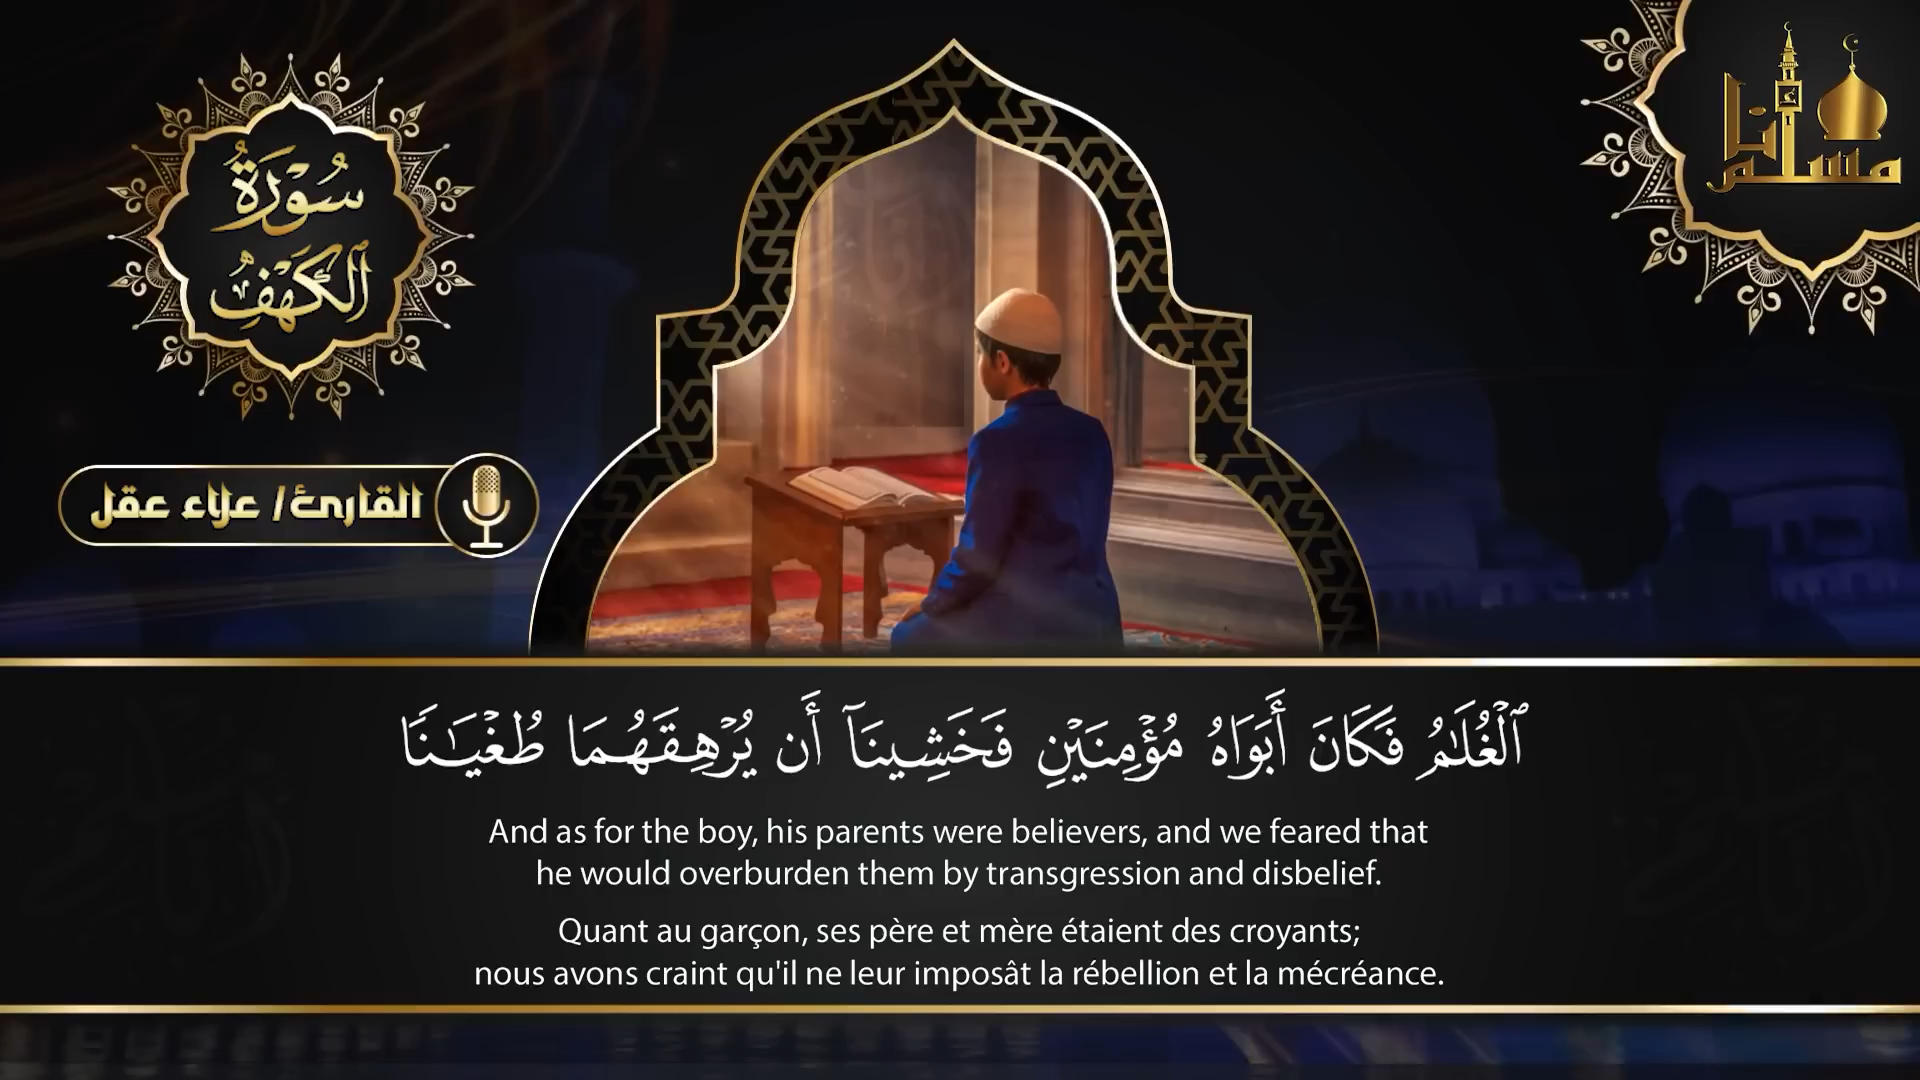 سُورَةُ
الكَهْفِ
مسلم
أنا
القارئ/ علاء عقل
ٱلْغُلَـٰمُ فَكَانَ أَبَوَاهُ مُؤْمِنَيْنِ فَخَشِينَآ أَن يُرْهِقَهُمَا طُغْيَـٰنًا
And as for the boy, his parents were believers, and we feared that
he would overburden them by transgression and disbelief.
Quant au garçon, ses père et mère étaient des croyants;
nous avons craint qu'il ne leur imposât la rébellion et la mécréance.